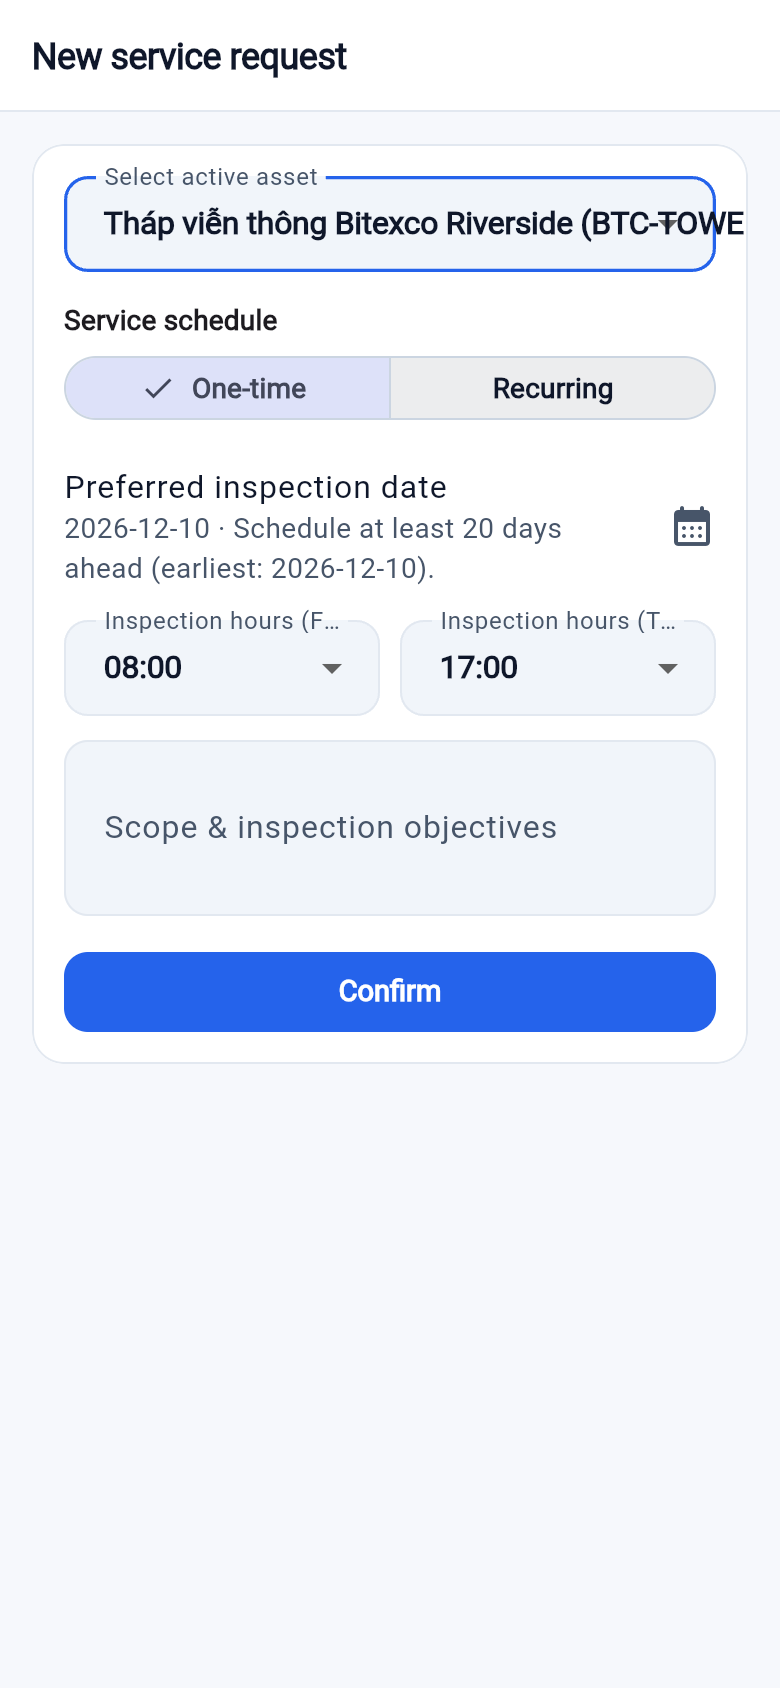 New service request
Select active asset
Tháp viễn thông Bitexco Riverside (BTC-TOWE
Service schedule
One-time
Recurring
Preferred inspection date
2026-12-10 · Schedule at least 20 days
ahead (earliest: 2026-12-10).
Inspection hours (F...
Inspection hours (T...
08:00
17:00
Scope & inspection objectives
Confirm